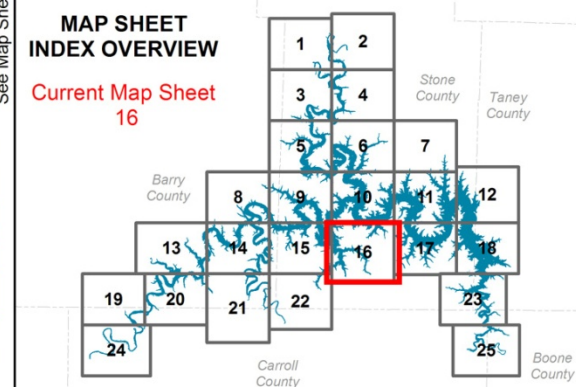 See Map She
MAP SHEET
INDEX OVERVIEW
Current Map Sheet
16
1 2
Stone
County
3 4
Taney
County
5 6 7
Barry
County
8 9 10 11 12
13 14 15 16 17 18
19 20 21 22 23
24 25
Carroll
County
Boone
County